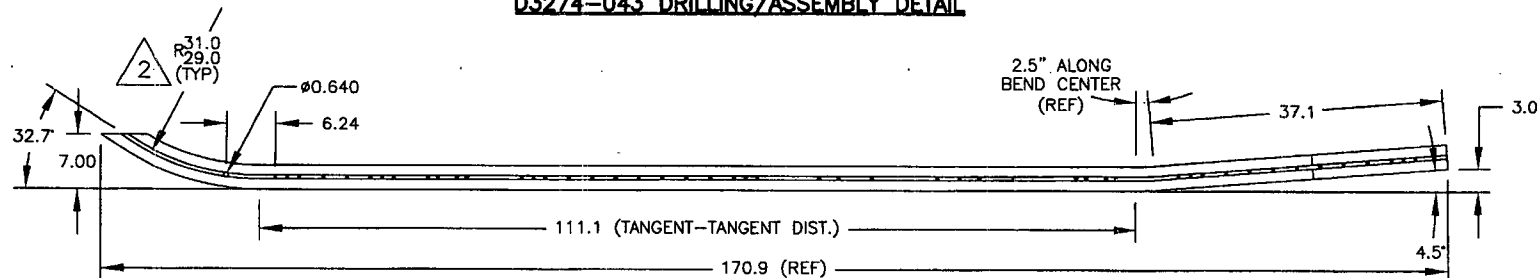 D3274-043 DRILLING/ASSEMBLY DETAIL
R31.0
29.0
(TYP)
2
Ø0.640
6.24
2.5" ALONG
BEND CENTER
(REF)
37.1
3.0
32.7°
7.00
111.1 (TANGENT-TANGENT DIST.)
4.5°
170.9 (REF)